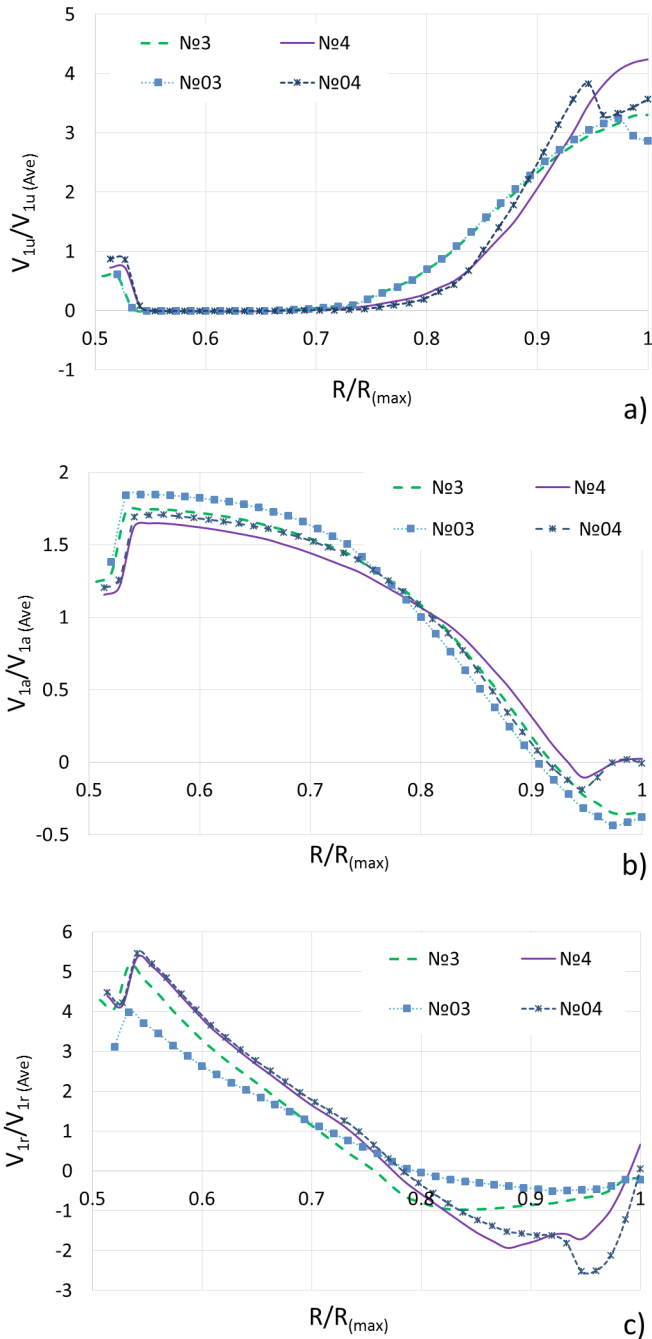 5
4
3
2
1
0
-1
0.5 0.6 0.7 0.8 0.9 1
№3 №4
№03 №04
V1u/V1u (Ave)
R/R(max)
a)
2
1.5
1
0.5
0
-0.5
0.5 0.6 0.7 0.8 0.9 1
№3 №4
№03 №04
V1a/V1a (Ave)
R/R(max)
b)
6
5
4
3
2
1
0
-1
-2
-3
0.5 0.6 0.7 0.8 0.9 1
№3 №4
№03 №04
V1r/V1r (Ave)
R/R(max)
c)